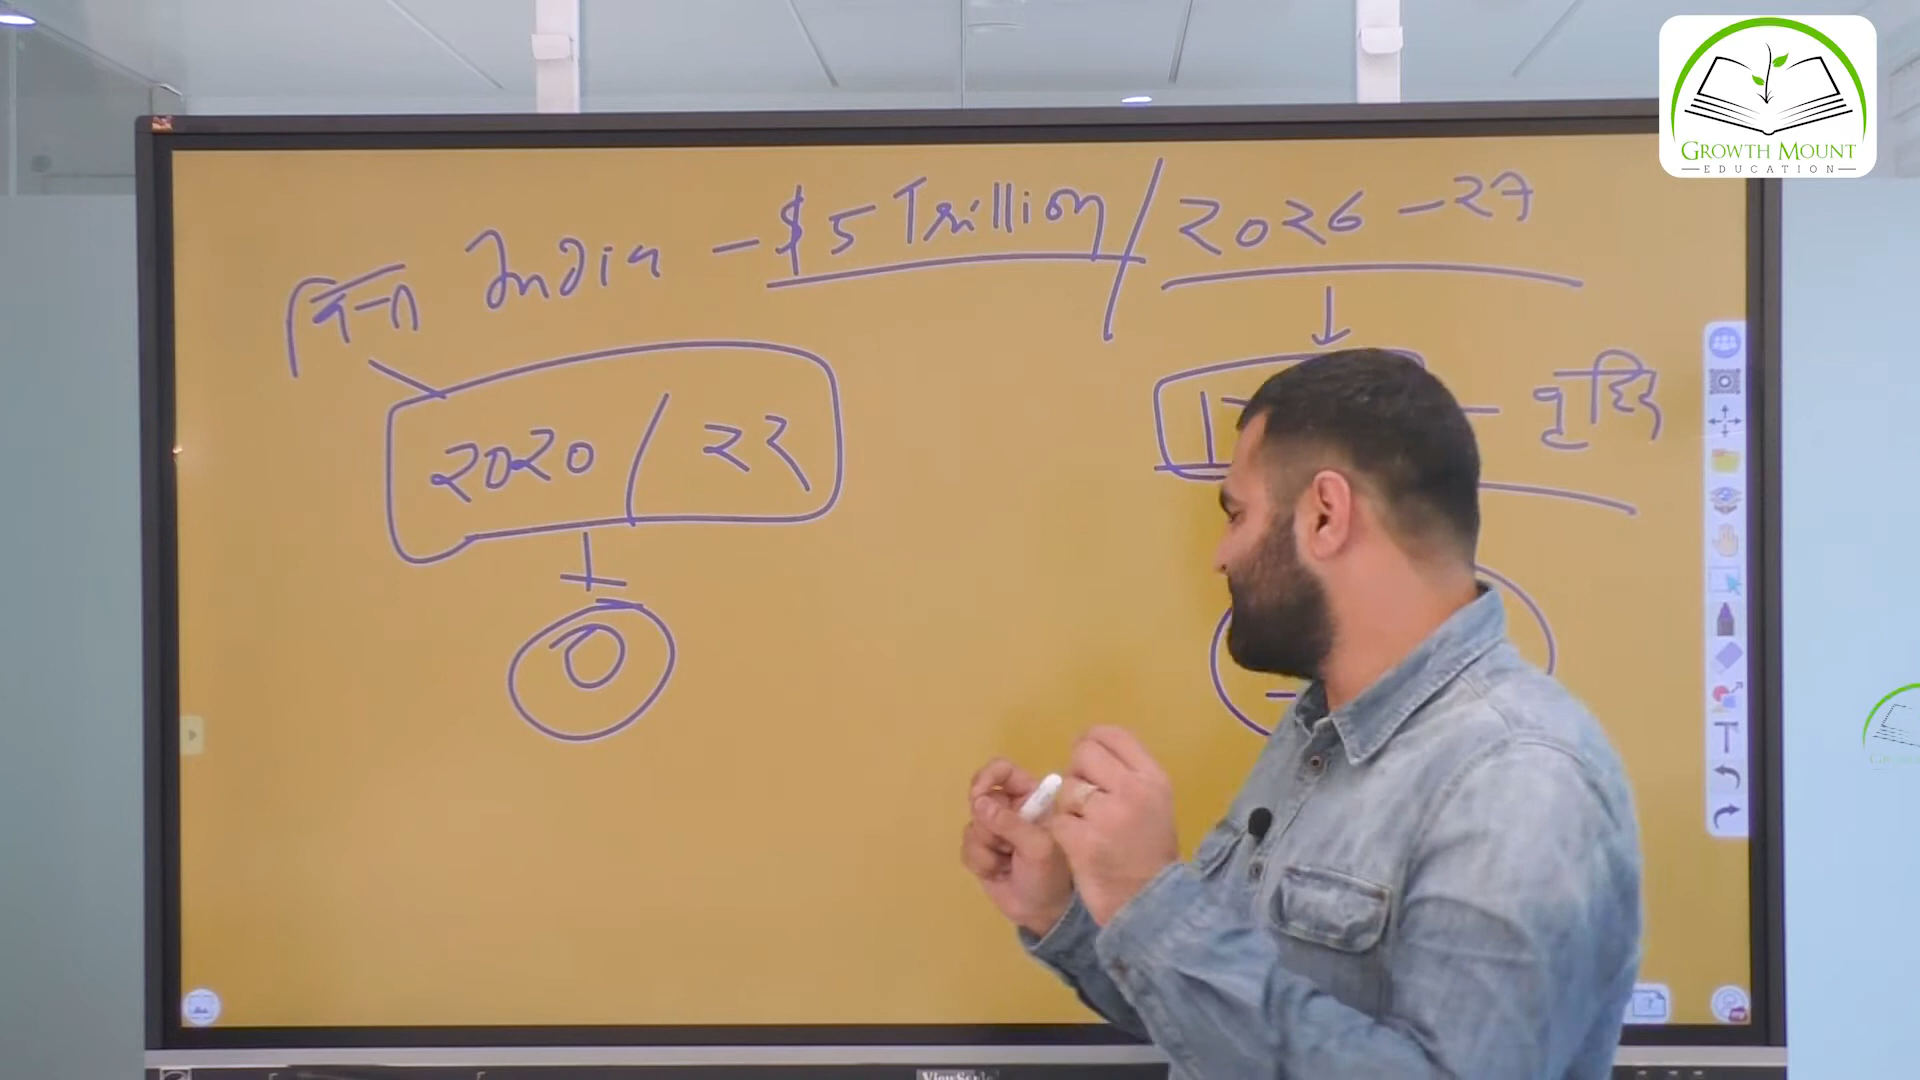 India - $5 Trillion / 2026-27
2020 / 22
0
GROWTH MOUNT
EDUCATION
T